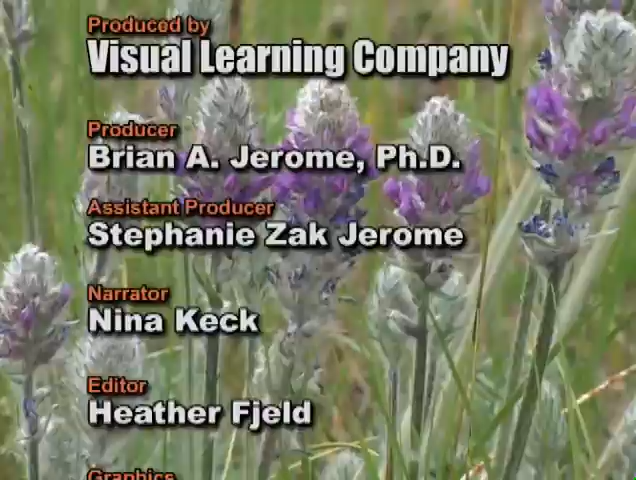 Produced by
Visual Learning Company
Producer
Brian A. Jerome, Ph.D.
Assistant Producer
Stephanie Zak Jerome
Narrator
Nina Keck
Editor
Heather Fjeld
Graphics